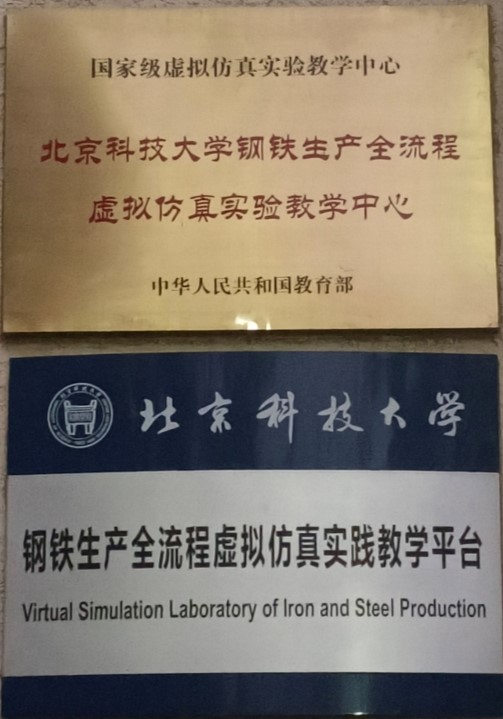 国家级虚拟仿真实验教学中心
北京科技大学钢铁生产全流程
虚拟仿真实验教学中心
中华人民共和国教育部
北京科技大学
钢铁生产全流程虚拟仿真实践教学平台
Virtual Simulation Laboratory of Iron and Steel Production